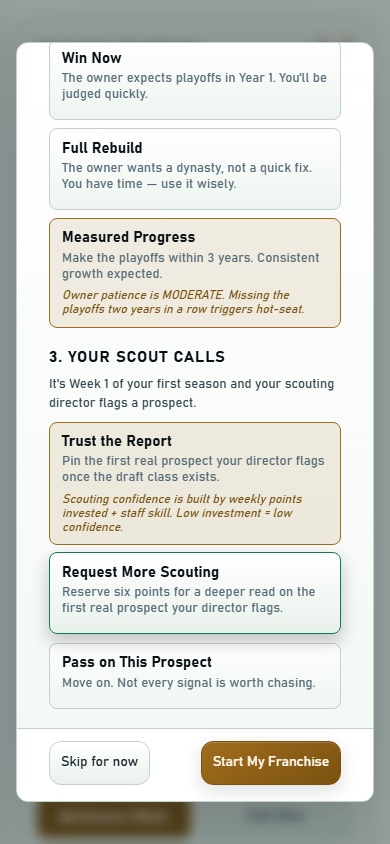 Win Now
The owner expects playoffs in Year 1. You'll be
judged quickly.
Full Rebuild
The owner wants a dynasty, not a quick fix.
You have time — use it wisely.
Measured Progress
Make the playoffs within 3 years. Consistent
growth expected.
Owner patience is MODERATE. Missing the
playoffs two years in a row triggers hot-seat.
3. YOUR SCOUT CALLS
It's Week 1 of your first season and your scouting
director flags a prospect.
Trust the Report
Pin the first real prospect your director flags
once the draft class exists.
Scouting confidence is built by weekly points
invested + staff skill. Low investment = low
confidence.
Request More Scouting
Reserve six points for a deeper read on the
first real prospect your director flags.
Pass on This Prospect
Move on. Not every signal is worth chasing.
Skip for now
Start My Franchise